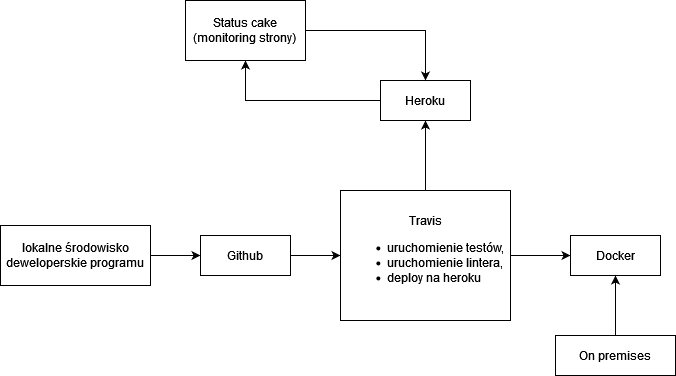 Status cake
(monitoring strony)
Heroku
Travis
• uruchomienie testów,
• uruchomienie lintera,
• deploy na heroku
lokalne środowisko
deweloperskie programu
Github
Docker
On premises